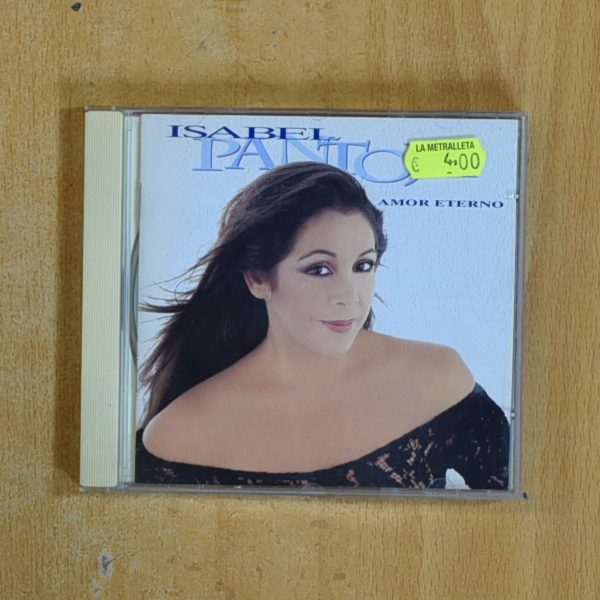 ISABEL
PANTO
LA METRALLETA
€ 4,00
AMOR ETERNO